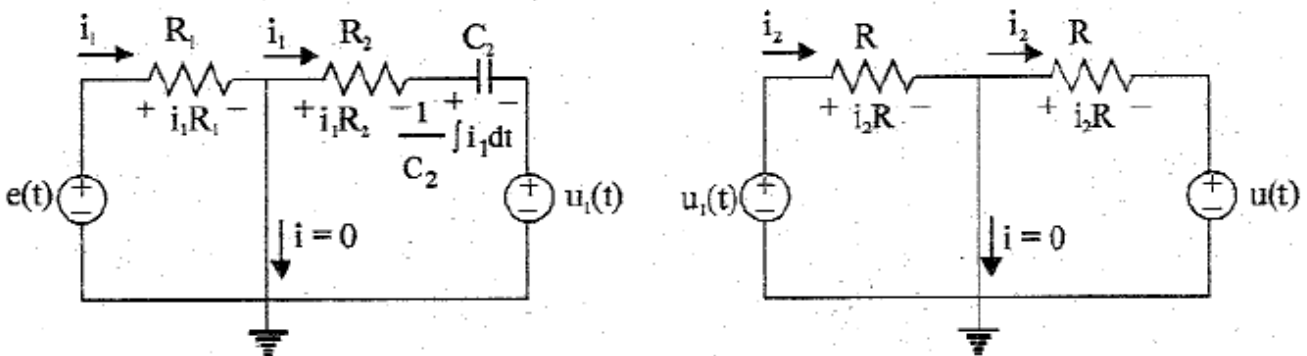 i₁ R₁ i₁ R₂ C₂
+ i₁R₁ − + i₁R₂ − + −
1/C₂ ∫ i₁dt
e(t) + − + − u₁(t)
i = 0
i₂ R i₂ R
+ i₂R − + i₂R −
u₁(t) + − + − u(t)
i = 0